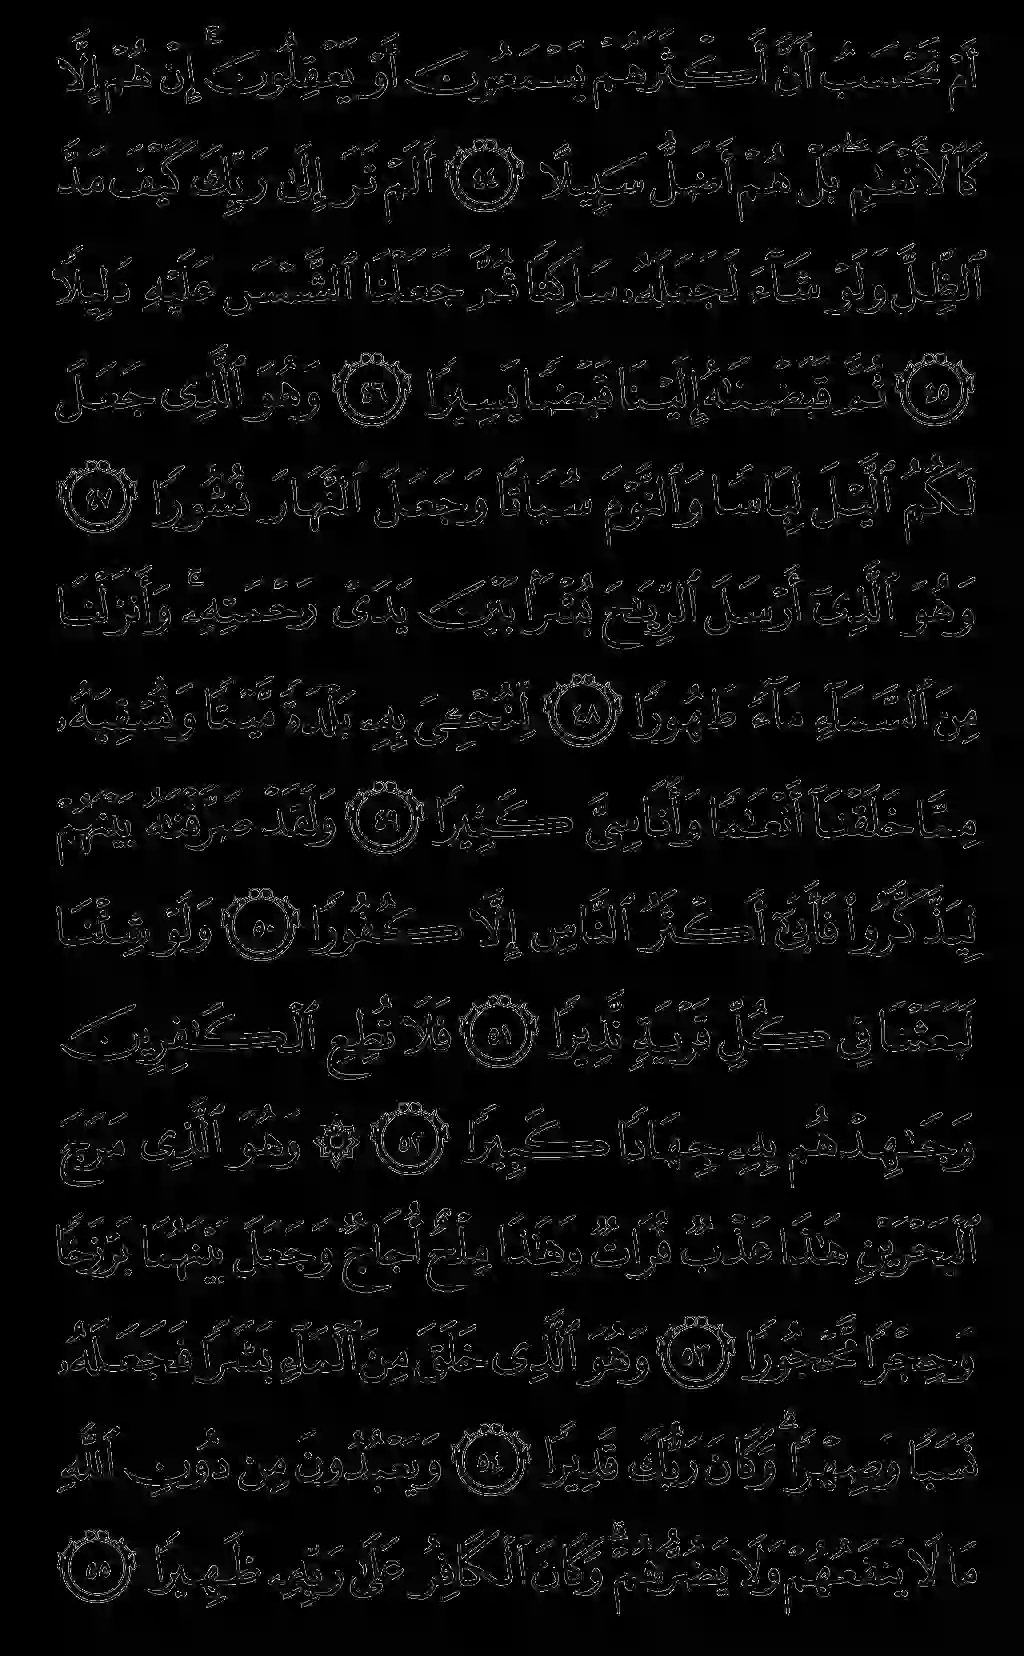 أَمْ تَحْسَبُ أَنَّ أَكْثَرَهُمْ يَسْمَعُونَ أَوْ يَعْقِلُونَ ۚ إِنْ هُمْ إِلَّا
كَٱلْأَنْعَٰمِ ۖ بَلْ هُمْ أَضَلُّ سَبِيلًا ٤٤ أَلَمْ تَرَ إِلَىٰ رَبِّكَ كَيْفَ مَدَّ
ٱلظِّلَّ وَلَوْ شَآءَ لَجَعَلَهُۥ سَاكِنًا ثُمَّ جَعَلْنَا ٱلشَّمْسَ عَلَيْهِ دَلِيلًا
٤٥ ثُمَّ قَبَضْنَٰهُ إِلَيْنَا قَبْضًا يَسِيرًا ٤٦ وَهُوَ ٱلَّذِى جَعَلَ
لَكُمُ ٱلَّيْلَ لِبَاسًا وَٱلنَّوْمَ سُبَاتًا وَجَعَلَ ٱلنَّهَارَ نُشُورًا ٤٧
وَهُوَ ٱلَّذِىٓ أَرْسَلَ ٱلرِّيَٰحَ بُشْرًۢا بَيْنَ يَدَىْ رَحْمَتِهِۦ ۚ وَأَنزَلْنَا
مِنَ ٱلسَّمَآءِ مَآءً طَهُورًا ٤٨ لِّنُحْـِۧىَ بِهِۦ بَلْدَةً مَّيْتًا وَنُسْقِيَهُۥ
مِمَّا خَلَقْنَآ أَنْعَٰمًا وَأَنَاسِىَّ كَثِيرًا ٤٩ وَلَقَدْ صَرَّفْنَٰهُ بَيْنَهُمْ
لِيَذَّكَّرُوا۟ فَأَبَىٰٓ أَكْثَرُ ٱلنَّاسِ إِلَّا كُفُورًا ٥٠ وَلَوْ شِئْنَا
لَبَعَثْنَا فِى كُلِّ قَرْيَةٍ نَّذِيرًا ٥١ فَلَا تُطِعِ ٱلْكَٰفِرِينَ
وَجَٰهِدْهُم بِهِۦ جِهَادًا كَبِيرًا ٥٢ ۞ وَهُوَ ٱلَّذِى مَرَجَ
ٱلْبَحْرَيْنِ هَٰذَا عَذْبٌ فُرَاتٌ وَهَٰذَا مِلْحٌ أُجَاجٌ وَجَعَلَ بَيْنَهُمَا بَرْزَخًا
وَحِجْرًا مَّحْجُورًا ٥٣ وَهُوَ ٱلَّذِى خَلَقَ مِنَ ٱلْمَآءِ بَشَرًا فَجَعَلَهُۥ
نَسَبًا وَصِهْرًا ۗ وَكَانَ رَبُّكَ قَدِيرًا ٥٤ وَيَعْبُدُونَ مِن دُونِ ٱللَّهِ
مَا لَا يَنفَعُهُمْ وَلَا يَضُرُّهُمْ ۗ وَكَانَ ٱلْكَافِرُ عَلَىٰ رَبِّهِۦ ظَهِيرًا ٥٥